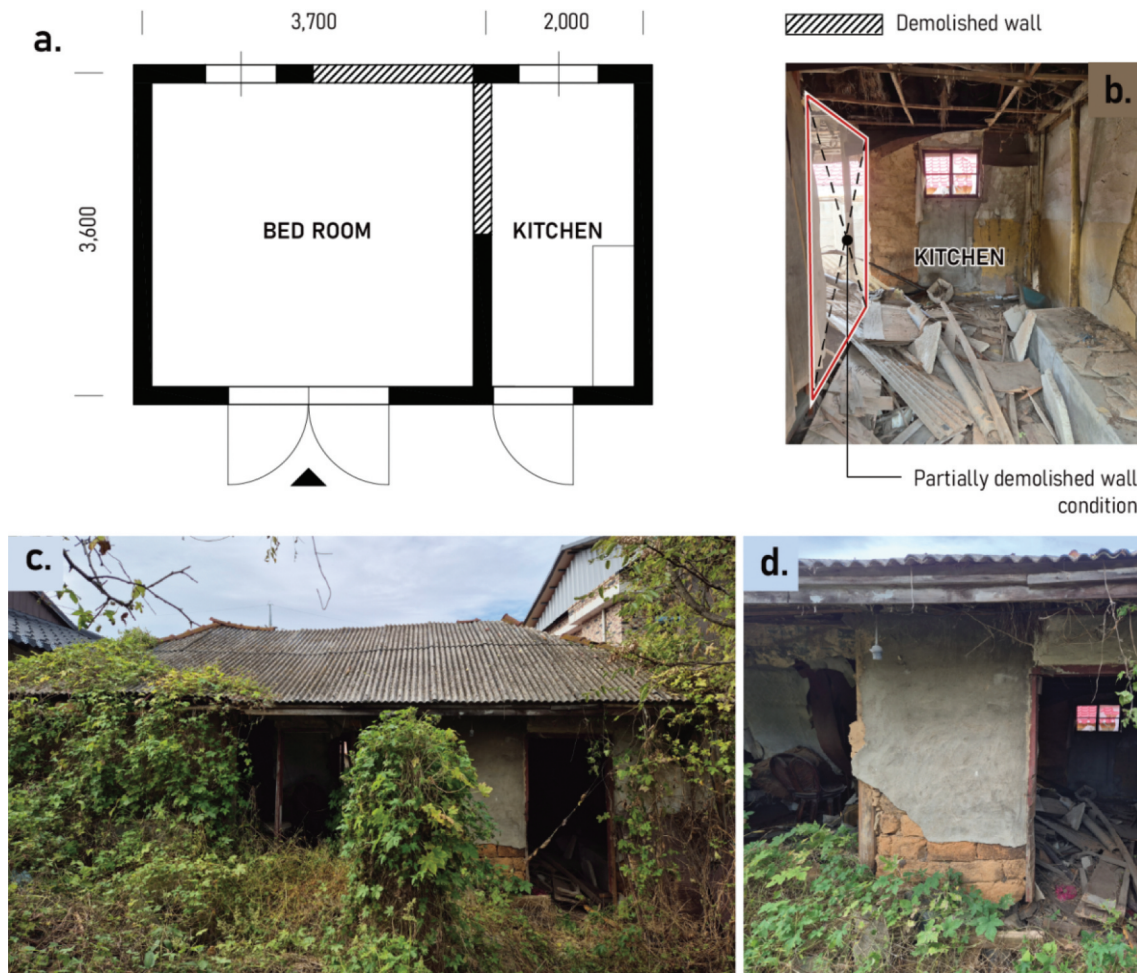 a.
3,700
2,000
Demolished wall
b.
3,600
BED ROOM
KITCHEN
KITCHEN
Partially demolished wall
condition
c.
d.